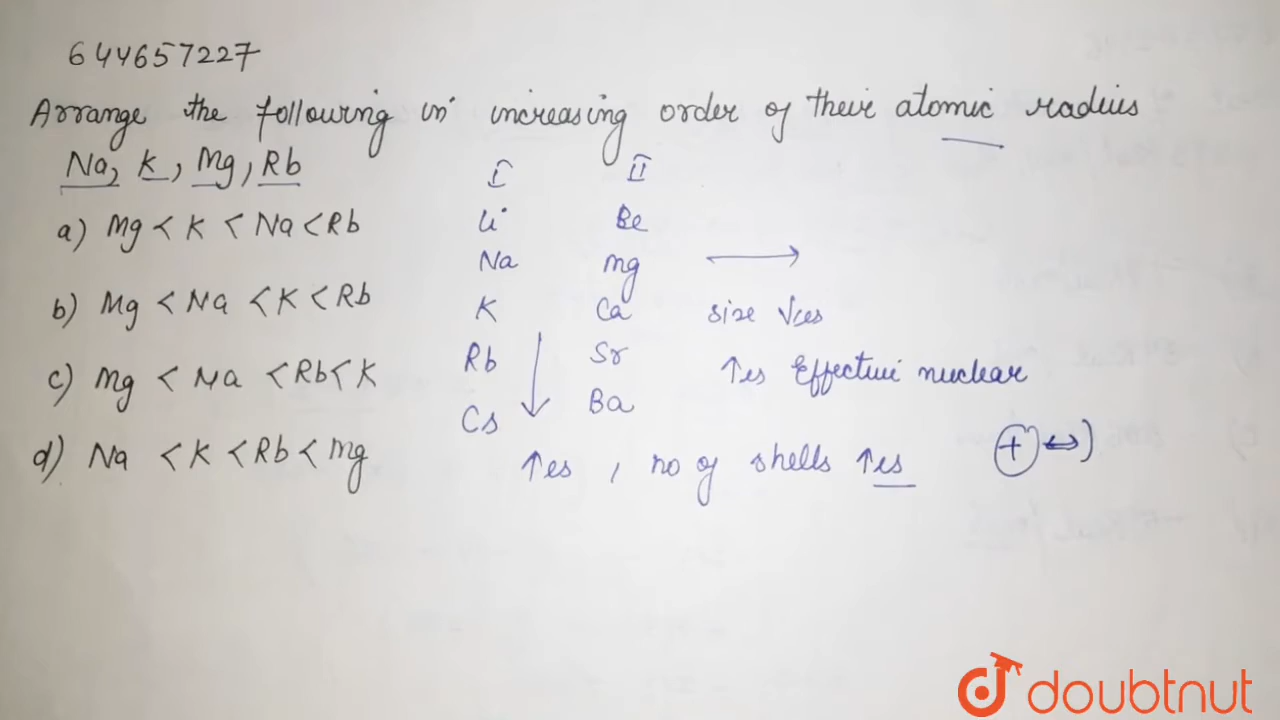 644657227
Arrange the following in increasing order of their atomic radius
Na, K, Mg, Rb
a) Mg < K < Na < Rb
b) Mg < Na < K < Rb
c) Mg < Na < Rb < K
d) Na < K < Rb < Mg
I II
Li Be
Na mg
K Ca
Rb Sr
Cs Ba
→
size ↓ces
↑es Effective nuclear
↓
↑es , no of shells ↑es
+ ⇔ )
doubtnut